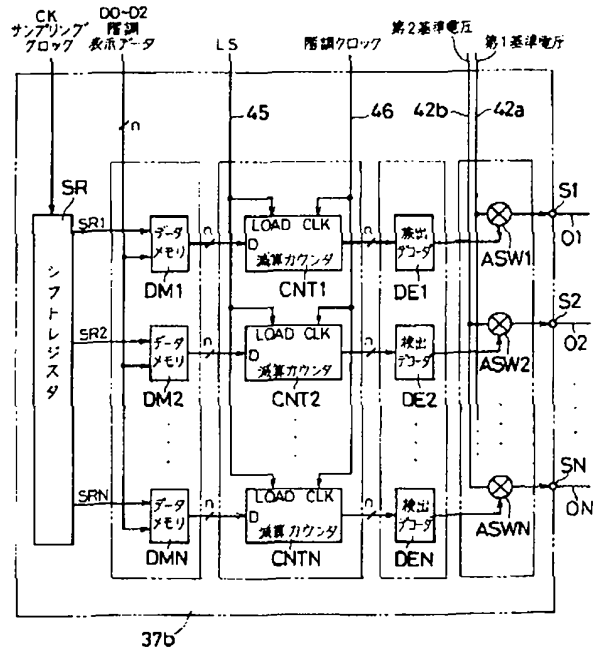 CK
サンプリング
クロック
D0~D2
階調
表示データ
LS
階調クロック
第2基準電圧
第1基準電圧
n
45
46
42b
42a
SR
シフトレジスタ
SR1
データ
メモリ
DM1
n
LOAD CLK
D
減算カウンタ
CNT1
n
検出
デコーダ
DE1
ASW1
S1
O1
SR2
データ
メモリ
DM2
n
LOAD CLK
D
減算カウンタ
CNT2
n
検出
デコーダ
DE2
ASW2
S2
O2
SRN
データ
メモリ
DMN
n
LOAD CLK
D
減算カウンタ
CNTN
n
検出
デコーダ
DEN
ASWN
SN
ON
37b